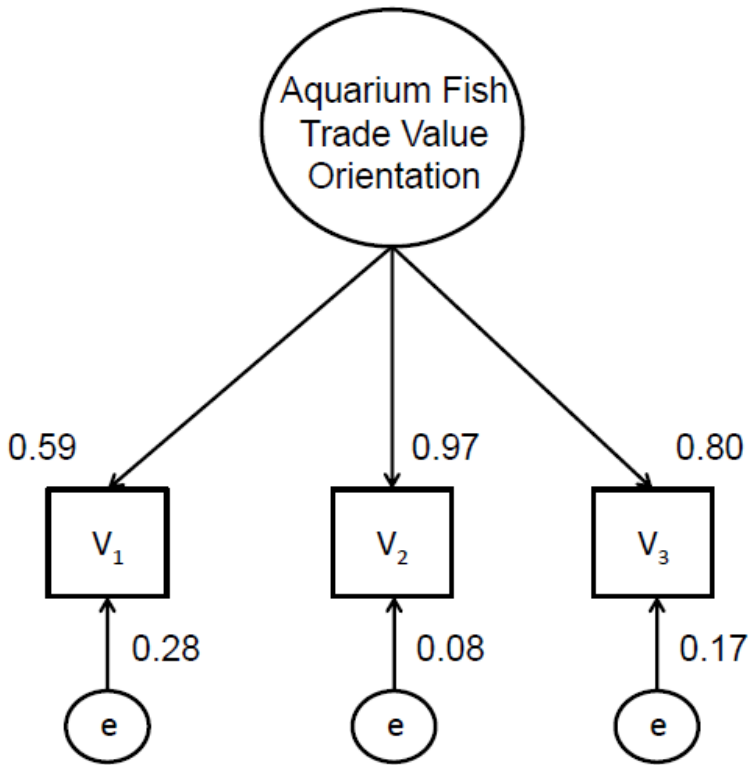 Aquarium Fish
Trade Value
Orientation
0.59
0.97
0.80
V₁
V₂
V₃
0.28
0.08
0.17
e
e
e